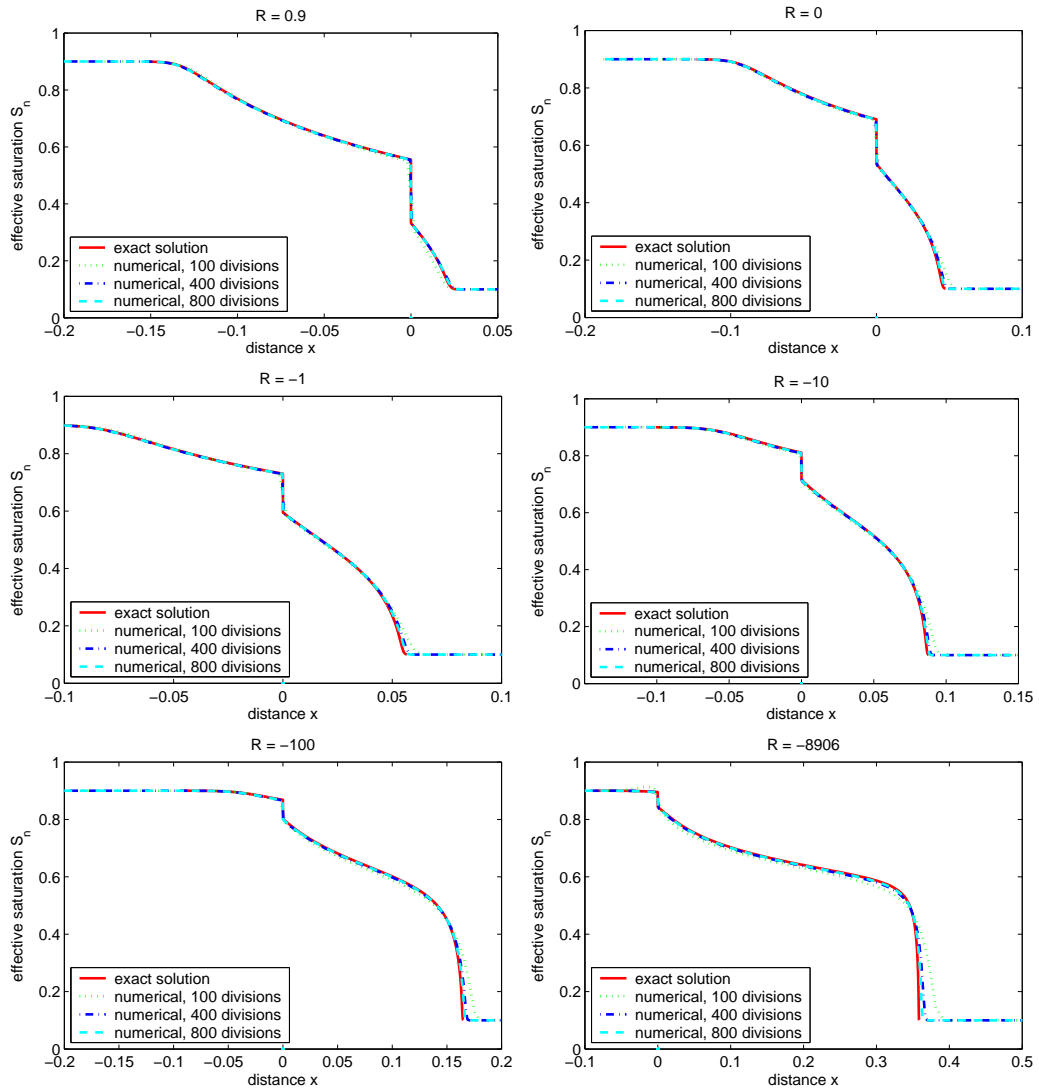 R = 0.9
1
0.8
0.6
0.4
0.2
0
effective saturation S_n
exact solution
numerical, 100 divisions
numerical, 400 divisions
numerical, 800 divisions
−0.2 −0.15 −0.1 −0.05 0 0.05
distance x
R = 0
1
0.8
0.6
0.4
0.2
0
effective saturation S_n
exact solution
numerical, 100 divisions
numerical, 400 divisions
numerical, 800 divisions
−0.2 −0.1 0 0.1
distance x
R = −1
1
0.8
0.6
0.4
0.2
0
effective saturation S_n
exact solution
numerical, 100 divisions
numerical, 400 divisions
numerical, 800 divisions
−0.1 −0.05 0 0.05 0.1
distance x
R = −10
1
0.8
0.6
0.4
0.2
0
effective saturation S_n
exact solution
numerical, 100 divisions
numerical, 400 divisions
numerical, 800 divisions
−0.1 −0.05 0 0.05 0.1 0.15
distance x
R = −100
1
0.8
0.6
0.4
0.2
0
effective saturation S_n
exact solution
numerical, 100 divisions
numerical, 400 divisions
numerical, 800 divisions
−0.2 −0.15 −0.1 −0.05 0 0.05 0.1 0.15 0.2
distance x
R = −8906
1
0.8
0.6
0.4
0.2
0
effective saturation S_n
exact solution
numerical, 100 divisions
numerical, 400 divisions
numerical, 800 divisions
−0.1 0 0.1 0.2 0.3 0.4 0.5
distance x